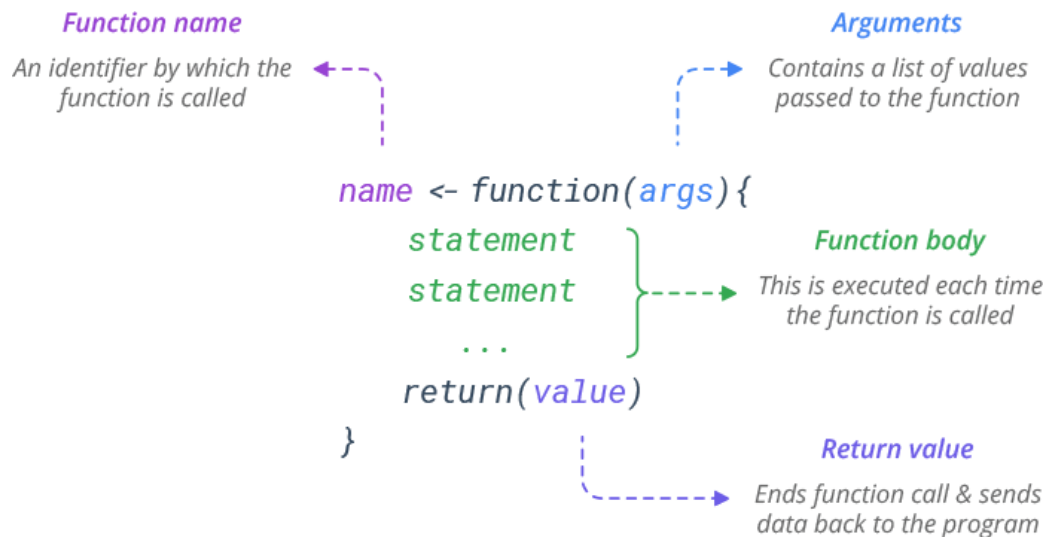 Function name
An identifier by which the
function is called
Arguments
Contains a list of values
passed to the function
name <- function(args){
statement
statement
...
return(value)
}
Function body
This is executed each time
the function is called
Return value
Ends function call & sends
data back to the program